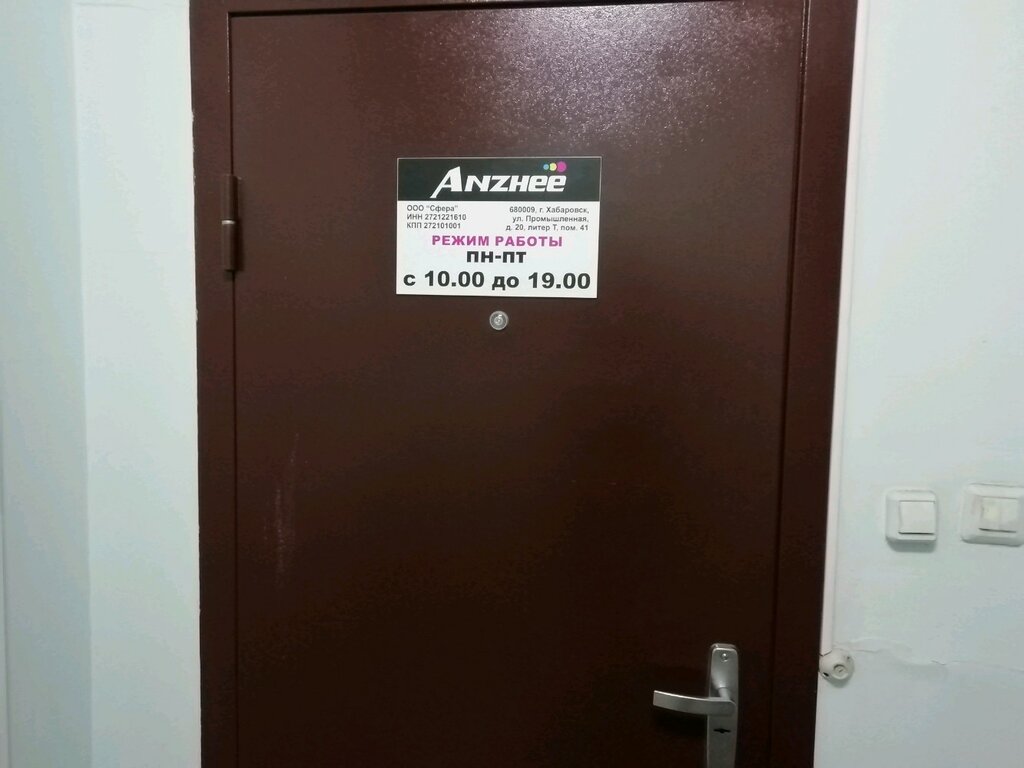 ANZHEE
ООО "Сфера"
ИНН 2721221610
КПП 272101001
680009, г. Хабаровск,
ул. Промышленная,
д. 20, литер Т, пом. 41
РЕЖИМ РАБОТЫ
ПН-ПТ
с 10.00 до 19.00